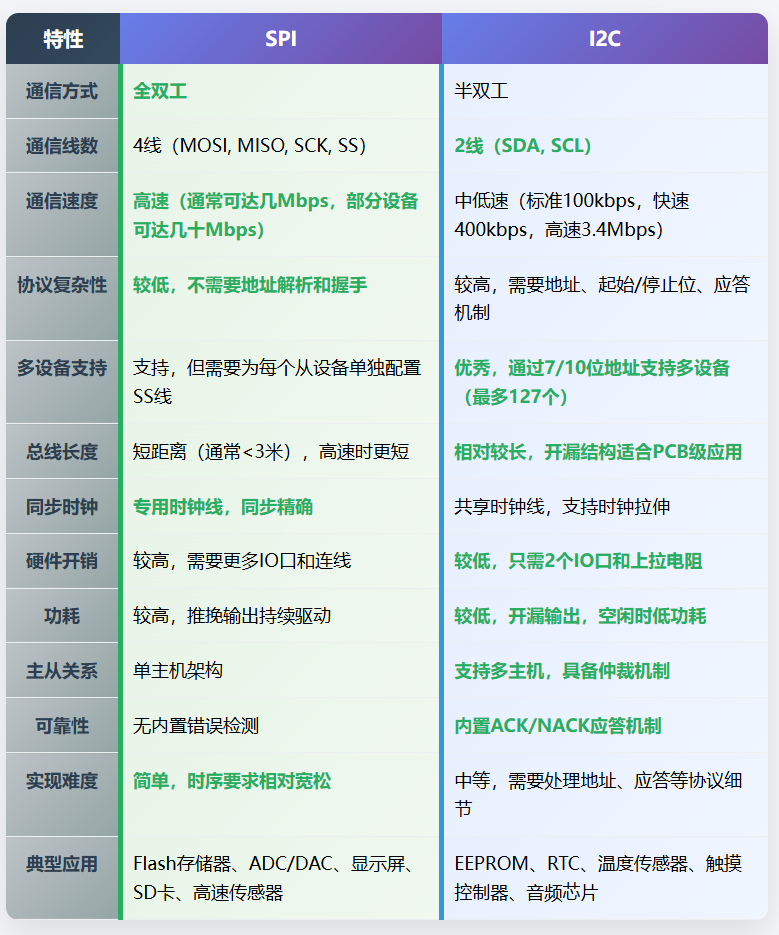 特性 SPI I2C
通信方式 全双工 半双工
通信线数 4线（MOSI, MISO, SCK, SS） 2线（SDA, SCL）
通信速度 高速（通常可达几Mbps，部分设备 中低速（标准100kbps，快速
可达几十Mbps） 400kbps，高速3.4Mbps）
协议复杂性 较低，不需要地址解析和握手 较高，需要地址、起始/停止位、应答
机制
多设备支持 支持，但需要为每个从设备单独配置 优秀，通过7/10位地址支持多设备
SS线 （最多127个）
总线长度 短距离（通常<3米），高速时更短 相对较长，开漏结构适合PCB级应用
同步时钟 专用时钟线，同步精确 共享时钟线，支持时钟拉伸
硬件开销 较高，需要更多IO口和连线 较低，只需2个IO口和上拉电阻
功耗 较高，推挽输出持续驱动 较低，开漏输出，空闲时低功耗
主从关系 单主机架构 支持多主机，具备仲裁机制
可靠性 无内置错误检测 内置ACK/NACK应答机制
实现难度 简单，时序要求相对宽松 中等，需要处理地址、应答等协议细
节
典型应用 Flash存储器、ADC/DAC、显示屏、 EEPROM、RTC、温度传感器、触摸
SD卡、高速传感器 控制器、音频芯片